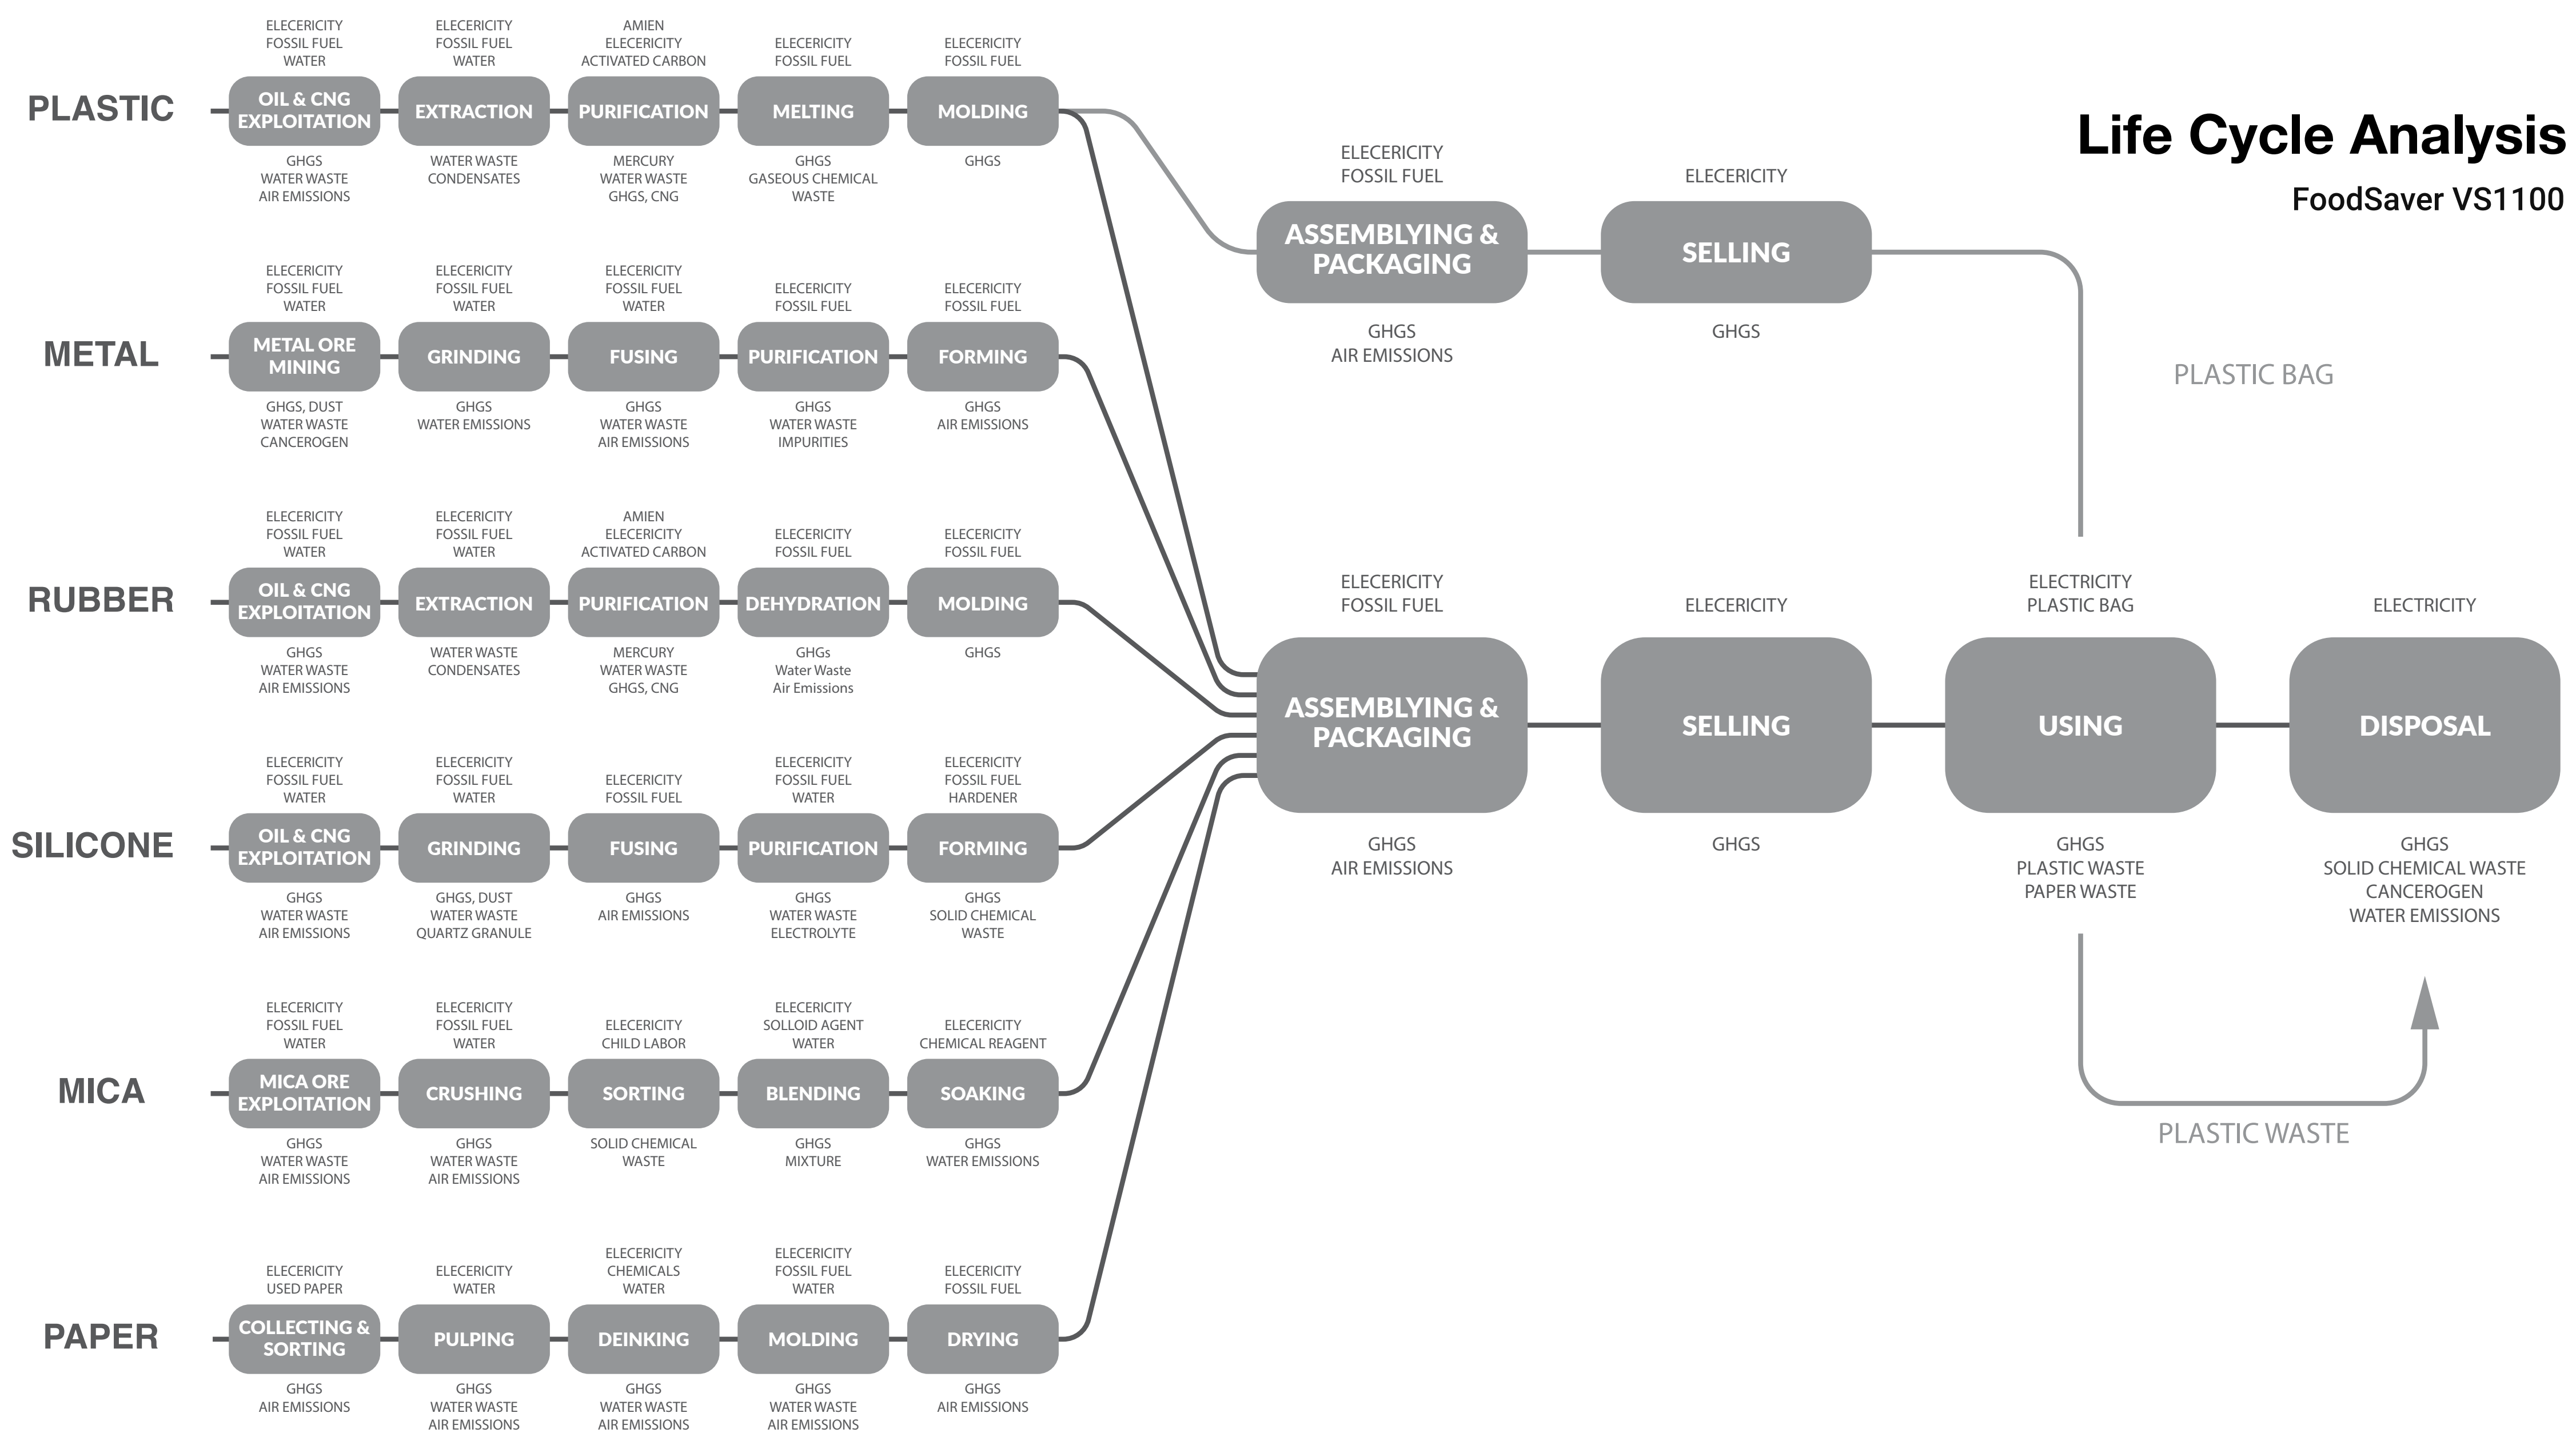 Life Cycle Analysis
FoodSaver VS1100
PLASTIC
ELECERICITY
FOSSIL FUEL
WATER
OIL & CNG
EXPLOITATION
GHGS
WATER WASTE
AIR EMISSIONS
ELECERICITY
FOSSIL FUEL
WATER
EXTRACTION
WATER WASTE
CONDENSATES
AMIEN
ELECERICITY
ACTIVATED CARBON
PURIFICATION
MERCURY
WATER WASTE
GHGS, CNG
ELECERICITY
FOSSIL FUEL
MELTING
GHGS
GASEOUS CHEMICAL
WASTE
ELECERICITY
FOSSIL FUEL
MOLDING
GHGS
METAL
ELECERICITY
FOSSIL FUEL
WATER
METAL ORE
MINING
GHGS, DUST
WATER WASTE
CANCEROGEN
ELECERICITY
FOSSIL FUEL
WATER
GRINDING
GHGS
WATER EMISSIONS
ELECERICITY
FOSSIL FUEL
WATER
FUSING
GHGS
WATER WASTE
AIR EMISSIONS
ELECERICITY
FOSSIL FUEL
PURIFICATION
GHGS
WATER WASTE
IMPURITIES
ELECERICITY
FOSSIL FUEL
FORMING
GHGS
AIR EMISSIONS
RUBBER
ELECERICITY
FOSSIL FUEL
WATER
OIL & CNG
EXPLOITATION
GHGS
WATER WASTE
AIR EMISSIONS
ELECERICITY
FOSSIL FUEL
WATER
EXTRACTION
WATER WASTE
CONDENSATES
AMIEN
ELECERICITY
ACTIVATED CARBON
PURIFICATION
MERCURY
WATER WASTE
GHGS, CNG
ELECERICITY
FOSSIL FUEL
DEHYDRATION
GHGs
Water Waste
Air Emissions
ELECERICITY
FOSSIL FUEL
MOLDING
GHGS
SILICONE
ELECERICITY
FOSSIL FUEL
WATER
OIL & CNG
EXPLOITATION
GHGS
WATER WASTE
AIR EMISSIONS
ELECERICITY
FOSSIL FUEL
WATER
GRINDING
GHGS, DUST
WATER WASTE
QUARTZ GRANULE
ELECERICITY
FOSSIL FUEL
FUSING
GHGS
AIR EMISSIONS
ELECERICITY
FOSSIL FUEL
WATER
PURIFICATION
GHGS
WATER WASTE
ELECTROLYTE
ELECERICITY
FOSSIL FUEL
HARDENER
FORMING
GHGS
SOLID CHEMICAL
WASTE
MICA
ELECERICITY
FOSSIL FUEL
WATER
MICA ORE
EXPLOITATION
GHGS
WATER WASTE
AIR EMISSIONS
ELECERICITY
FOSSIL FUEL
WATER
CRUSHING
GHGS
WATER WASTE
AIR EMISSIONS
ELECERICITY
CHILD LABOR
SORTING
SOLID CHEMICAL
WASTE
ELECERICITY
SOLLOID AGENT
WATER
BLENDING
GHGS
MIXTURE
ELECERICITY
CHEMICAL REAGENT
SOAKING
GHGS
WATER EMISSIONS
PAPER
ELECERICITY
USED PAPER
COLLECTING &
SORTING
GHGS
AIR EMISSIONS
ELECERICITY
WATER
PULPING
GHGS
WATER WASTE
AIR EMISSIONS
ELECERICITY
CHEMICALS
WATER
DEINKING
GHGS
WATER WASTE
AIR EMISSIONS
ELECERICITY
FOSSIL FUEL
WATER
MOLDING
GHGS
WATER WASTE
AIR EMISSIONS
ELECERICITY
FOSSIL FUEL
DRYING
GHGS
AIR EMISSIONS
ELECERICITY
FOSSIL FUEL
ASSEMBLYING &
PACKAGING
GHGS
AIR EMISSIONS
ELECERICITY
SELLING
GHGS
PLASTIC BAG
ELECERICITY
FOSSIL FUEL
ASSEMBLYING &
PACKAGING
GHGS
AIR EMISSIONS
ELECERICITY
SELLING
GHGS
ELECTRICITY
PLASTIC BAG
USING
GHGS
PLASTIC WASTE
PAPER WASTE
ELECTRICITY
DISPOSAL
GHGS
SOLID CHEMICAL WASTE
CANCEROGEN
WATER EMISSIONS
PLASTIC WASTE